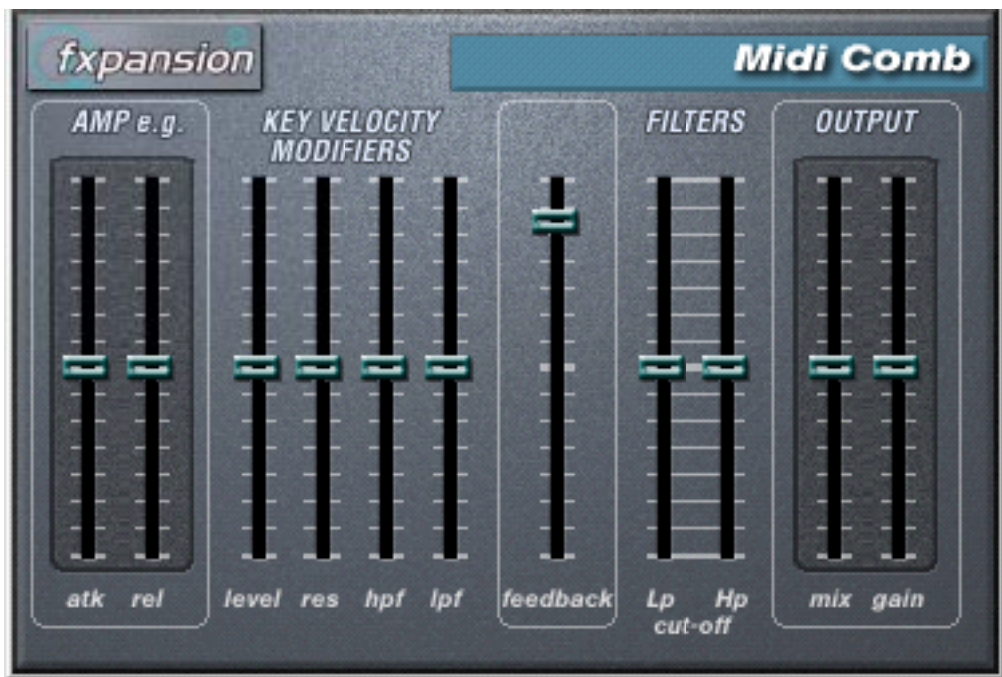 fxpansion
Midi Comb
AMP e.g.
KEY VELOCITY
MODIFIERS
FILTERS
OUTPUT
atk rel
level res hpf lpf
feedback
Lp Hp
cut-off
mix gain